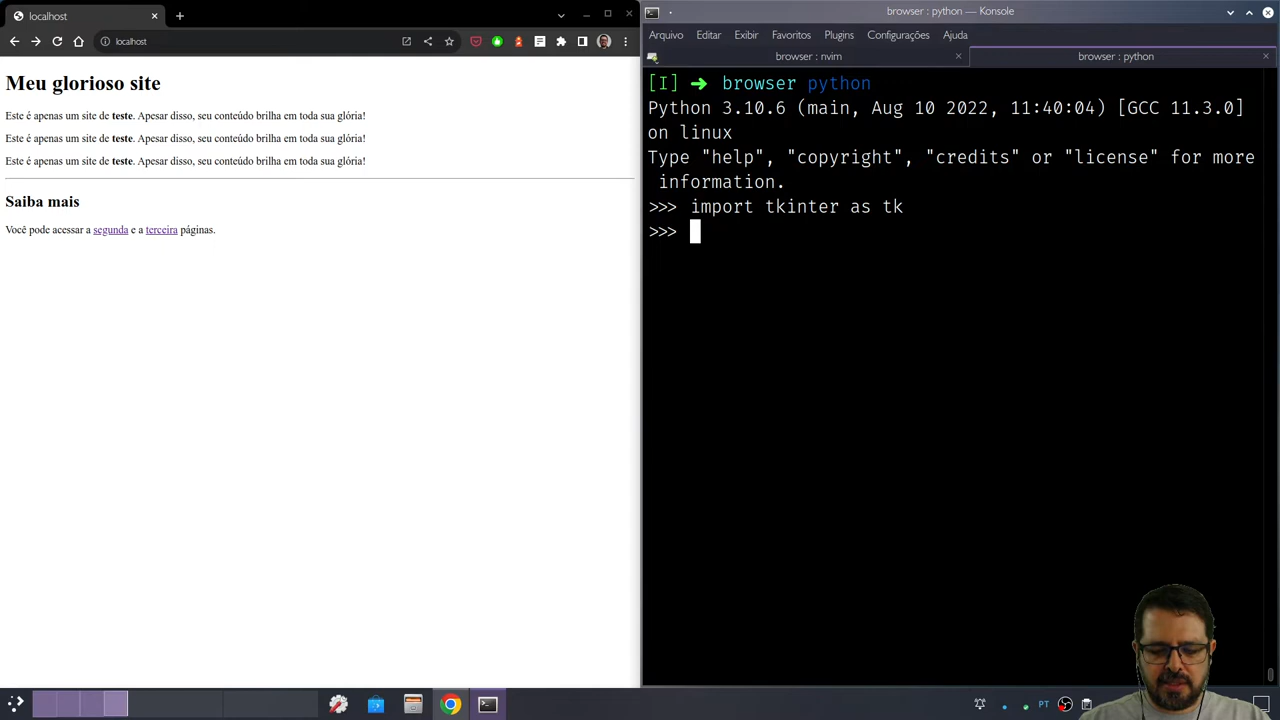 localhost
localhost
Meu glorioso site
Este é apenas um site de teste. Apesar disso, seu conteúdo brilha em toda sua glória!
Este é apenas um site de teste. Apesar disso, seu conteúdo brilha em toda sua glória!
Este é apenas um site de teste. Apesar disso, seu conteúdo brilha em toda sua glória!
Saiba mais
Você pode acessar a segunda e a terceira páginas.
browser : python — Konsole
Arquivo Editar Exibir Favoritos Plugins Configurações Ajuda
browser : nvim browser : python
[I] ➜ browser python
Python 3.10.6 (main, Aug 10 2022, 11:40:04) [GCC 11.3.0]
on linux
Type "help", "copyright", "credits" or "license" for more
information.
>>> import tkinter as tk
>>>
PT